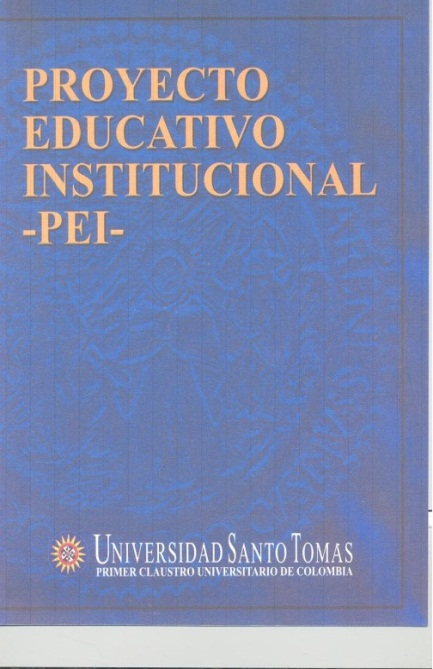 PROYECTO
EDUCATIVO
INSTITUCIONAL
-PEI-
UNIVERSIDAD SANTO TOMAS
PRIMER CLAUSTRO UNIVERSITARIO DE COLOMBIA